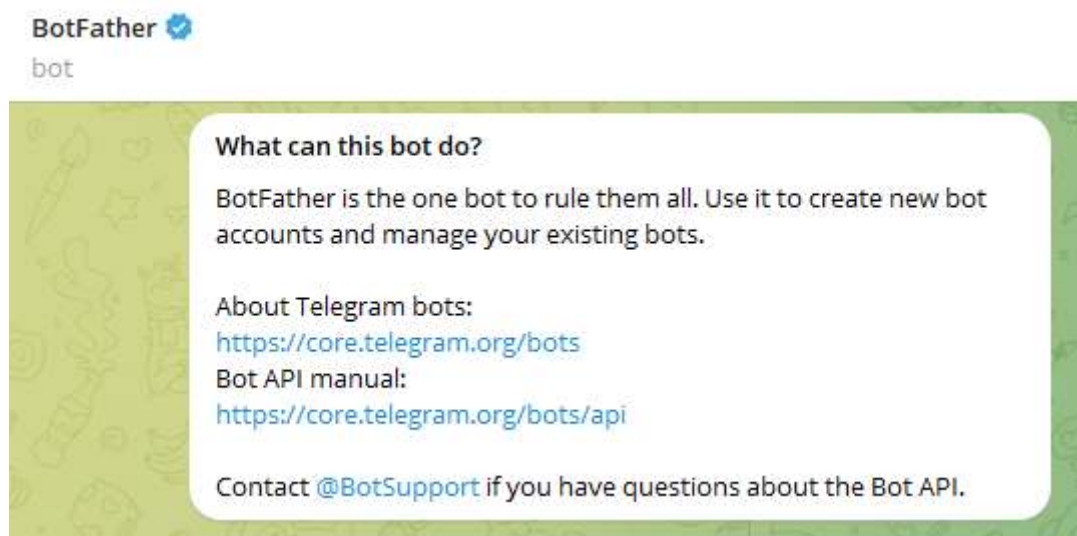 BotFather
bot
What can this bot do?
BotFather is the one bot to rule them all. Use it to create new bot
accounts and manage your existing bots.
About Telegram bots:
https://core.telegram.org/bots
Bot API manual:
https://core.telegram.org/bots/api
Contact @BotSupport if you have questions about the Bot API.